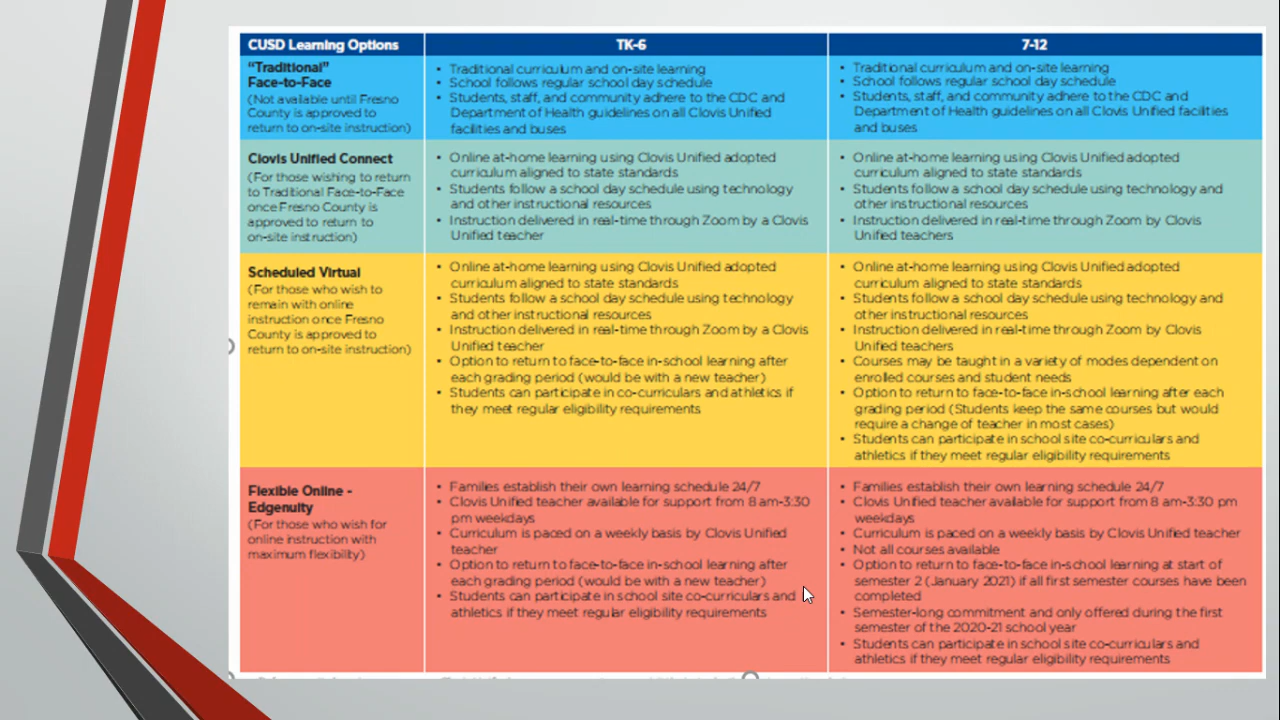 CUSD Learning Options
TK-6
7-12
"Traditional"
Face-to-Face
(Not available until Fresno
County is approved to
return to on-site instruction)
• Traditional curriculum and on-site learning
• School follows regular school day schedule
• Students, staff, and community adhere to the CDC and
Department of Health guidelines on all Clovis Unified
facilities and buses
• Traditional curriculum and on-site learning
• School follows regular school day schedule
• Students, staff, and community adhere to the CDC and
Department of Health guidelines on all Clovis Unified facilities
and buses
Clovis Unified Connect
(For those wishing to return
to Traditional Face-to-Face
once Fresno County is
approved to return to
on-site instruction)
• Online at-home learning using Clovis Unified adopted
curriculum aligned to state standards
• Students follow a school day schedule using technology
and other instructional resources
• Instruction delivered in real-time through Zoom by a Clovis
Unified teacher
• Online at-home learning using Clovis Unified adopted
curriculum aligned to state standards
• Students follow a school day schedule using technology and
other instructional resources
• Instruction delivered in real-time through Zoom by Clovis
Unified teachers
Scheduled Virtual
(For those who wish to
remain with online
instruction once Fresno
County is approved to
return to on-site instruction)
• Online at-home learning using Clovis Unified adopted
curriculum aligned to state standards
• Students follow a school day schedule using technology
and other instructional resources
• Instruction delivered in real-time through Zoom by a Clovis
Unified teacher
• Option to return to face-to-face in-school learning after
each grading period (would be with a new teacher)
• Students can participate in co-curriculars and athletics if
they meet regular eligibility requirements
• Online at-home learning using Clovis Unified adopted
curriculum aligned to state standards
• Students follow a school day schedule using technology and
other instructional resources
• Instruction delivered in real-time through Zoom by Clovis
Unified teachers
• Courses may be taught in a variety of modes dependent on
enrolled courses and student needs
• Option to return to face-to-face in-school learning after each
grading period (Students keep the same courses but would
require a change of teacher in most cases)
• Students can participate in school site co-curriculars and
athletics if they meet regular eligibility requirements
Flexible Online -
Edgenuity
(For those who wish for
online instruction with
maximum flexibility)
• Families establish their own learning schedule 24/7
• Clovis Unified teacher available for support from 8 am-3:30
pm weekdays
• Curriculum is paced on a weekly basis by Clovis Unified
teacher
• Option to return to face-to-face in-school learning after
each grading period (would be with a new teacher)
• Students can participate in school site co-curriculars and
athletics if they meet regular eligibility requirements
• Families establish their own learning schedule 24/7
• Clovis Unified teacher available for support from 8 am-3:30 pm
weekdays
• Curriculum is paced on a weekly basis by Clovis Unified teacher
• Not all courses available
• Option to return to face-to-face in-school learning at start of
semester 2 (January 2021) if all first semester courses have been
completed
• Semester-long commitment and only offered during the first
semester of the 2020-21 school year
• Students can participate in school site co-curriculars and
athletics if they meet regular eligibility requirements